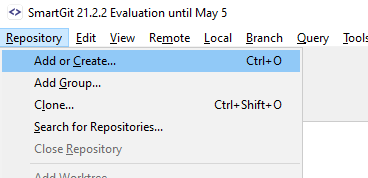 SmartGit 21.2.2 Evaluation until May 5
Repository Edit View Remote Local Branch Query Tools
Add or Create... Ctrl+O
Add Group...
Clone... Ctrl+Shift+O
Search for Repositories...
Close Repository
Add Worktree